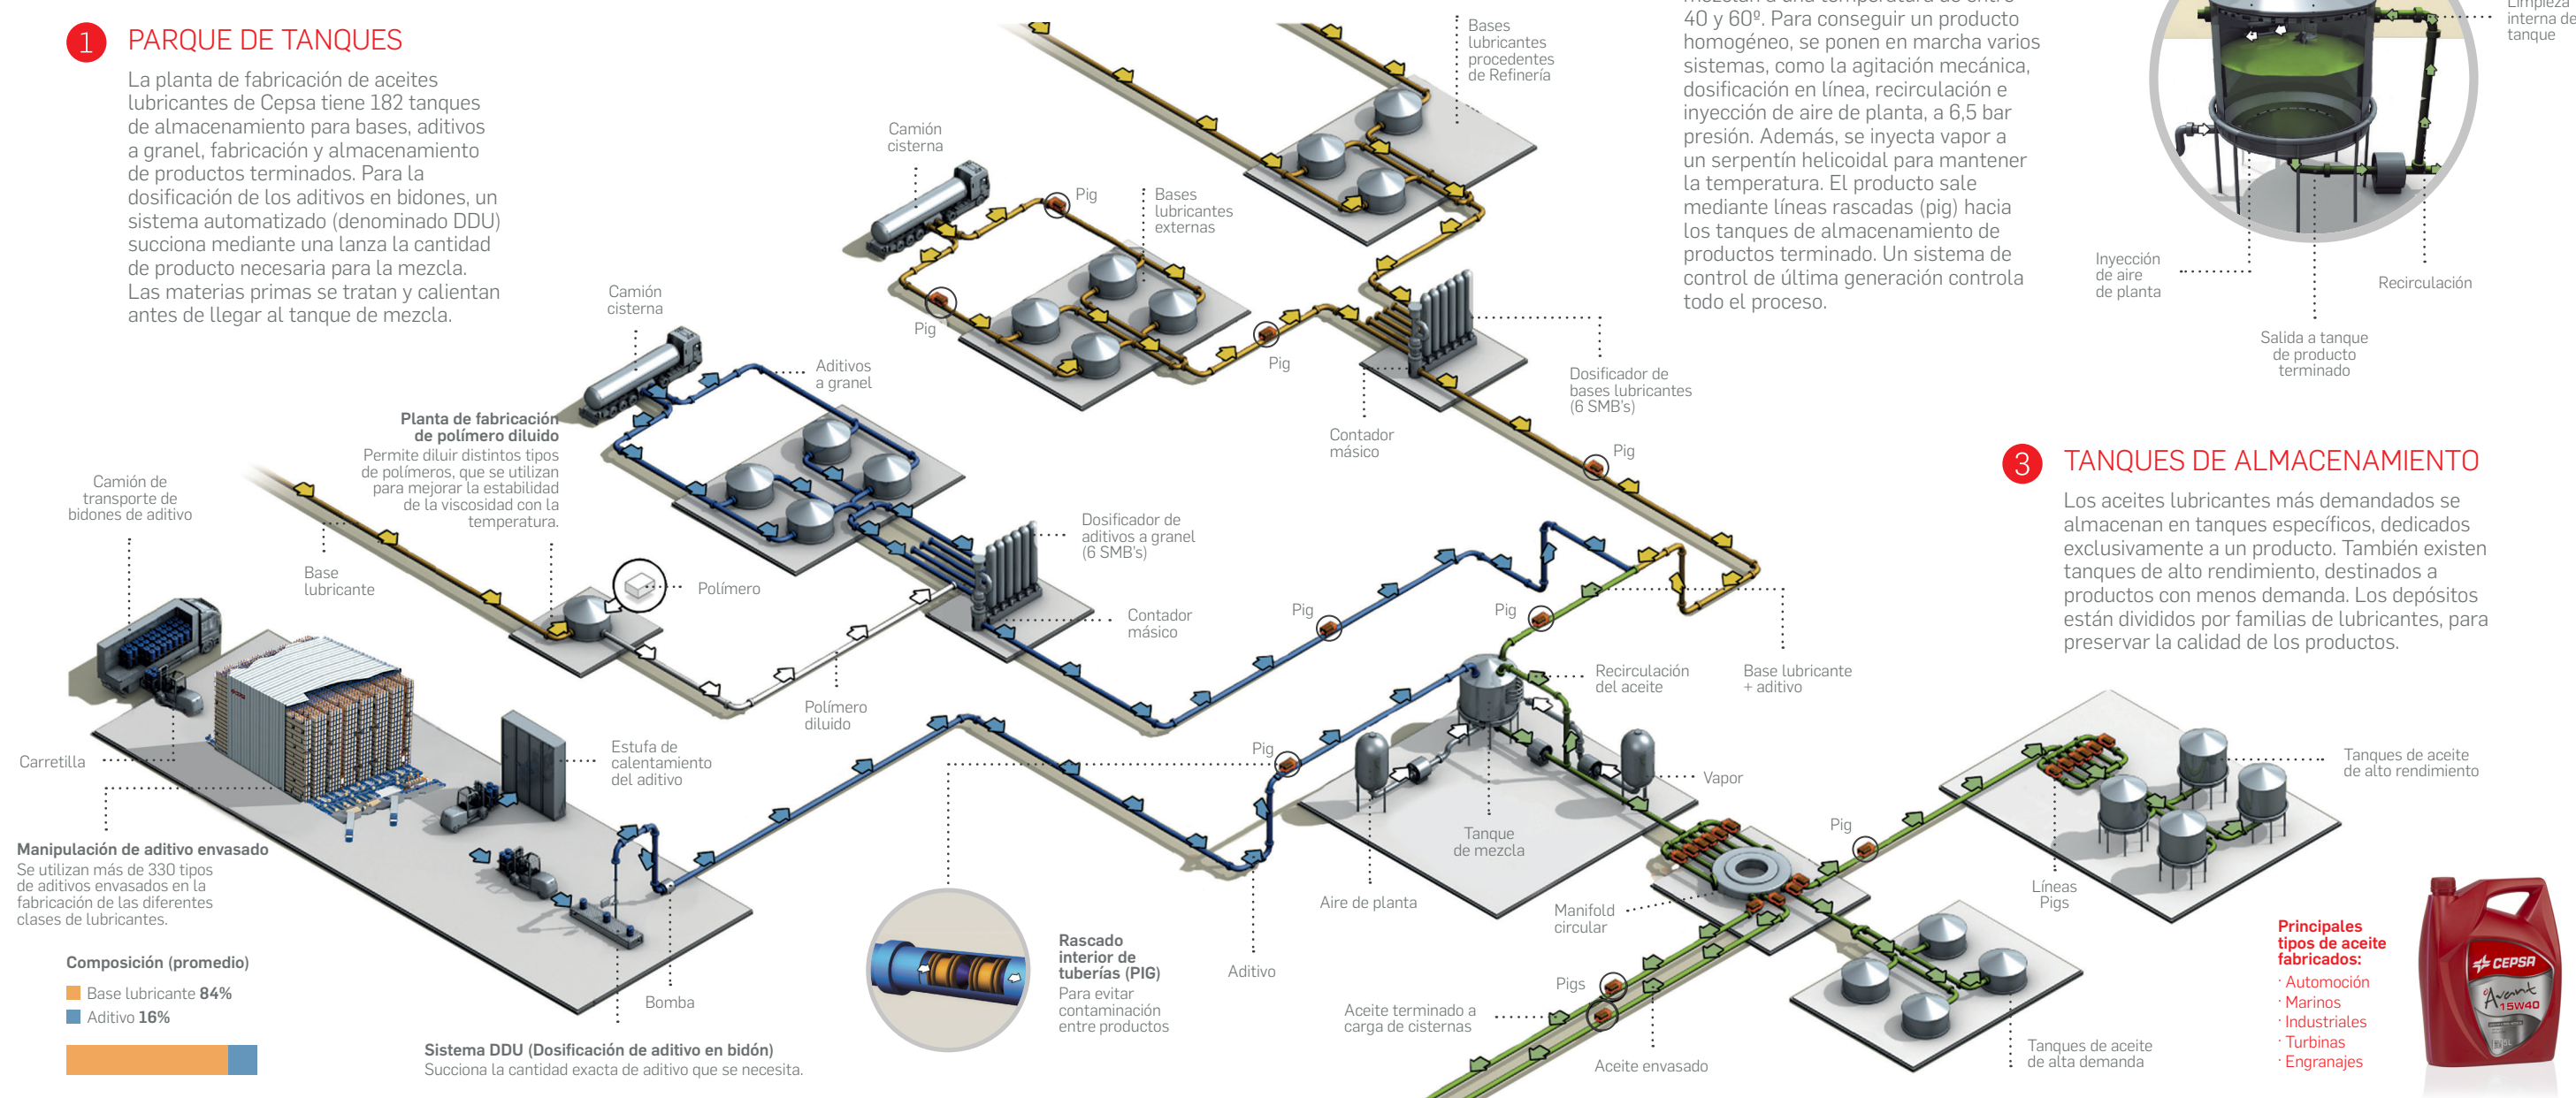 1 PARQUE DE TANQUES
La planta de fabricación de aceites
lubricantes de Cepsa tiene 182 tanques
de almacenamiento para bases, aditivos
a granel, fabricación y almacenamiento
de productos terminados. Para la
dosificación de los aditivos en bidones, un
sistema automatizado (denominado DDU)
succiona mediante una lanza la cantidad
de producto necesaria para la mezcla.
Las materias primas se tratan y calientan
antes de llegar al tanque de mezcla.
Bases
lubricantes
procedentes
de Refinería
Camión
cisterna
Pig
Bases
lubricantes
externas
Pig
Pig
Camión
cisterna
Aditivos
a granel
Dosificador de
bases lubricantes
(6 SMB's)
Contador
másico
Pig
40 y 60º. Para conseguir un producto
homogéneo, se ponen en marcha varios
sistemas, como la agitación mecánica,
dosificación en línea, recirculación e
inyección de aire de planta, a 6,5 bar
presión. Además, se inyecta vapor a
un serpentín helicoidal para mantener
la temperatura. El producto sale
mediante líneas rascadas (pig) hacia
los tanques de almacenamiento de
productos terminado. Un sistema de
control de última generación controla
todo el proceso.
Limpieza
interna de
tanque
Inyección
de aire
de planta
Recirculación
Salida a tanque
de producto
terminado
3 TANQUES DE ALMACENAMIENTO
Los aceites lubricantes más demandados se
almacenan en tanques específicos, dedicados
exclusivamente a un producto. También existen
tanques de alto rendimiento, destinados a
productos con menos demanda. Los depósitos
están divididos por familias de lubricantes, para
preservar la calidad de los productos.
Planta de fabricación
de polímero diluido
Permite diluir distintos tipos
de polímeros, que se utilizan
para mejorar la estabilidad
de la viscosidad con la
temperatura.
Camión de
transporte de
bidones de aditivo
Base
lubricante
Polímero
Dosificador de
aditivos a granel
(6 SMB's)
Contador
másico
Polímero
diluido
Pig
Pig
Recirculación
del aceite
Base lubricante
+ aditivo
Carretilla
Estufa de
calentamiento
del aditivo
Pig
Vapor
Tanque
de mezcla
Aire de planta
Manifold
circular
Pig
Líneas
Pigs
Tanques de aceite
de alto rendimiento
Manipulación de aditivo envasado
Se utilizan más de 330 tipos
de aditivos envasados en la
fabricación de las diferentes
clases de lubricantes.
Composición (promedio)
Base lubricante 84%
Aditivo 16%
Bomba
Sistema DDU (Dosificación de aditivo en bidón)
Succiona la cantidad exacta de aditivo que se necesita.
Rascado
interior de
tuberías (PIG)
Para evitar
contaminación
entre productos
Aditivo
Pigs
Aceite terminado a
carga de cisternas
Aceite envasado
Tanques de aceite
de alta demanda
Principales
tipos de aceite
fabricados:
· Automoción
· Marinos
· Industriales
· Turbinas
· Engranajes
CEPSA
Avant
15W40